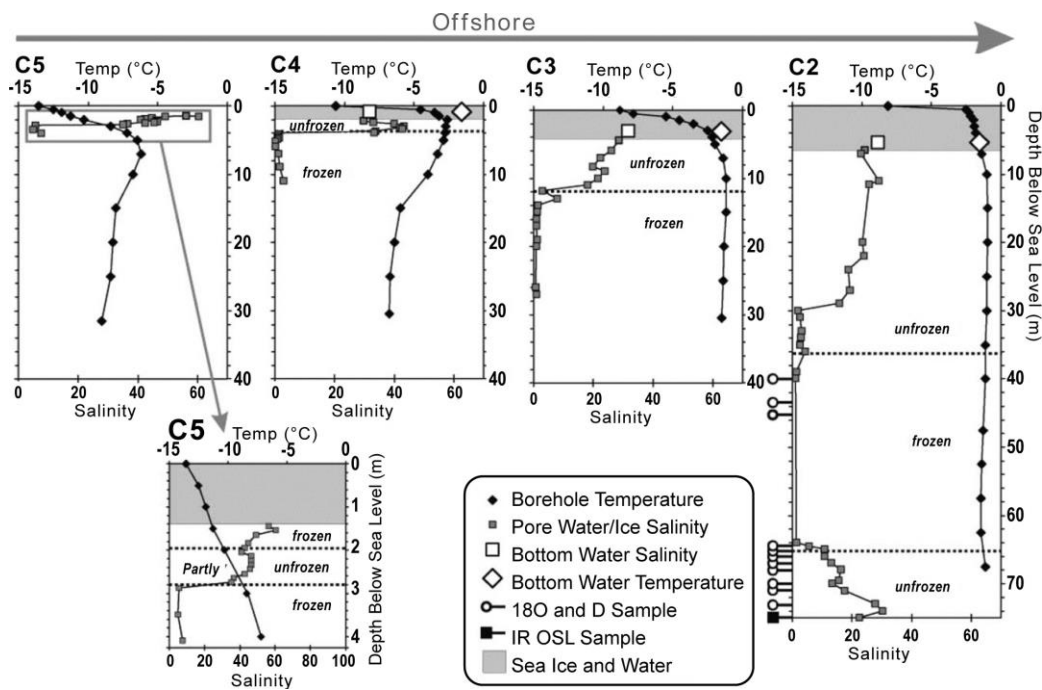 Offshore
C5 Temp (°C)
-15 -10 -5 0
0
10
20
30
40
0 20 40 60
Salinity
C4 Temp (°C)
-15 -10 -5 0
unfrozen
frozen
0
10
20
30
40
0 20 40 60
Salinity
C3 Temp (°C)
-15 -10 -5 0
unfrozen
frozen
0
10
20
30
40
0 20 40 60
Salinity
C2 Temp (°C)
-15 -10 -5 0
unfrozen
frozen
unfrozen
0
10
20
30
40
50
60
70
Depth Below Sea Level (m)
0 20 40 60
Salinity
C5 Temp (°C)
-15 -10 -5 0
frozen
Partly unfrozen
frozen
0
1
2
3
4
Depth Below Sea Level (m)
0 20 40 60 80 100
Salinity
Borehole Temperature
Pore Water/Ice Salinity
Bottom Water Salinity
Bottom Water Temperature
18O and D Sample
IR OSL Sample
Sea Ice and Water